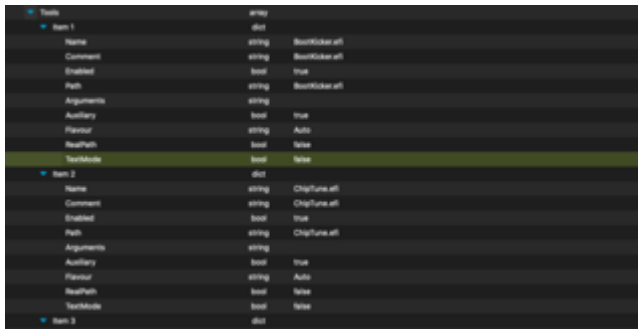 Tools array
Item 1 dict
Name string BootKicker.efi
Comment string BootKicker.efi
Enabled bool true
Path string BootKicker.efi
Arguments string
Auxiliary bool true
Flavour string Auto
RealPath bool false
TextMode bool false
Item 2 dict
Name string ChipTune.efi
Comment string ChipTune.efi
Enabled bool true
Path string ChipTune.efi
Arguments string
Auxiliary bool true
Flavour string Auto
RealPath bool false
TextMode bool false
Item 3 dict